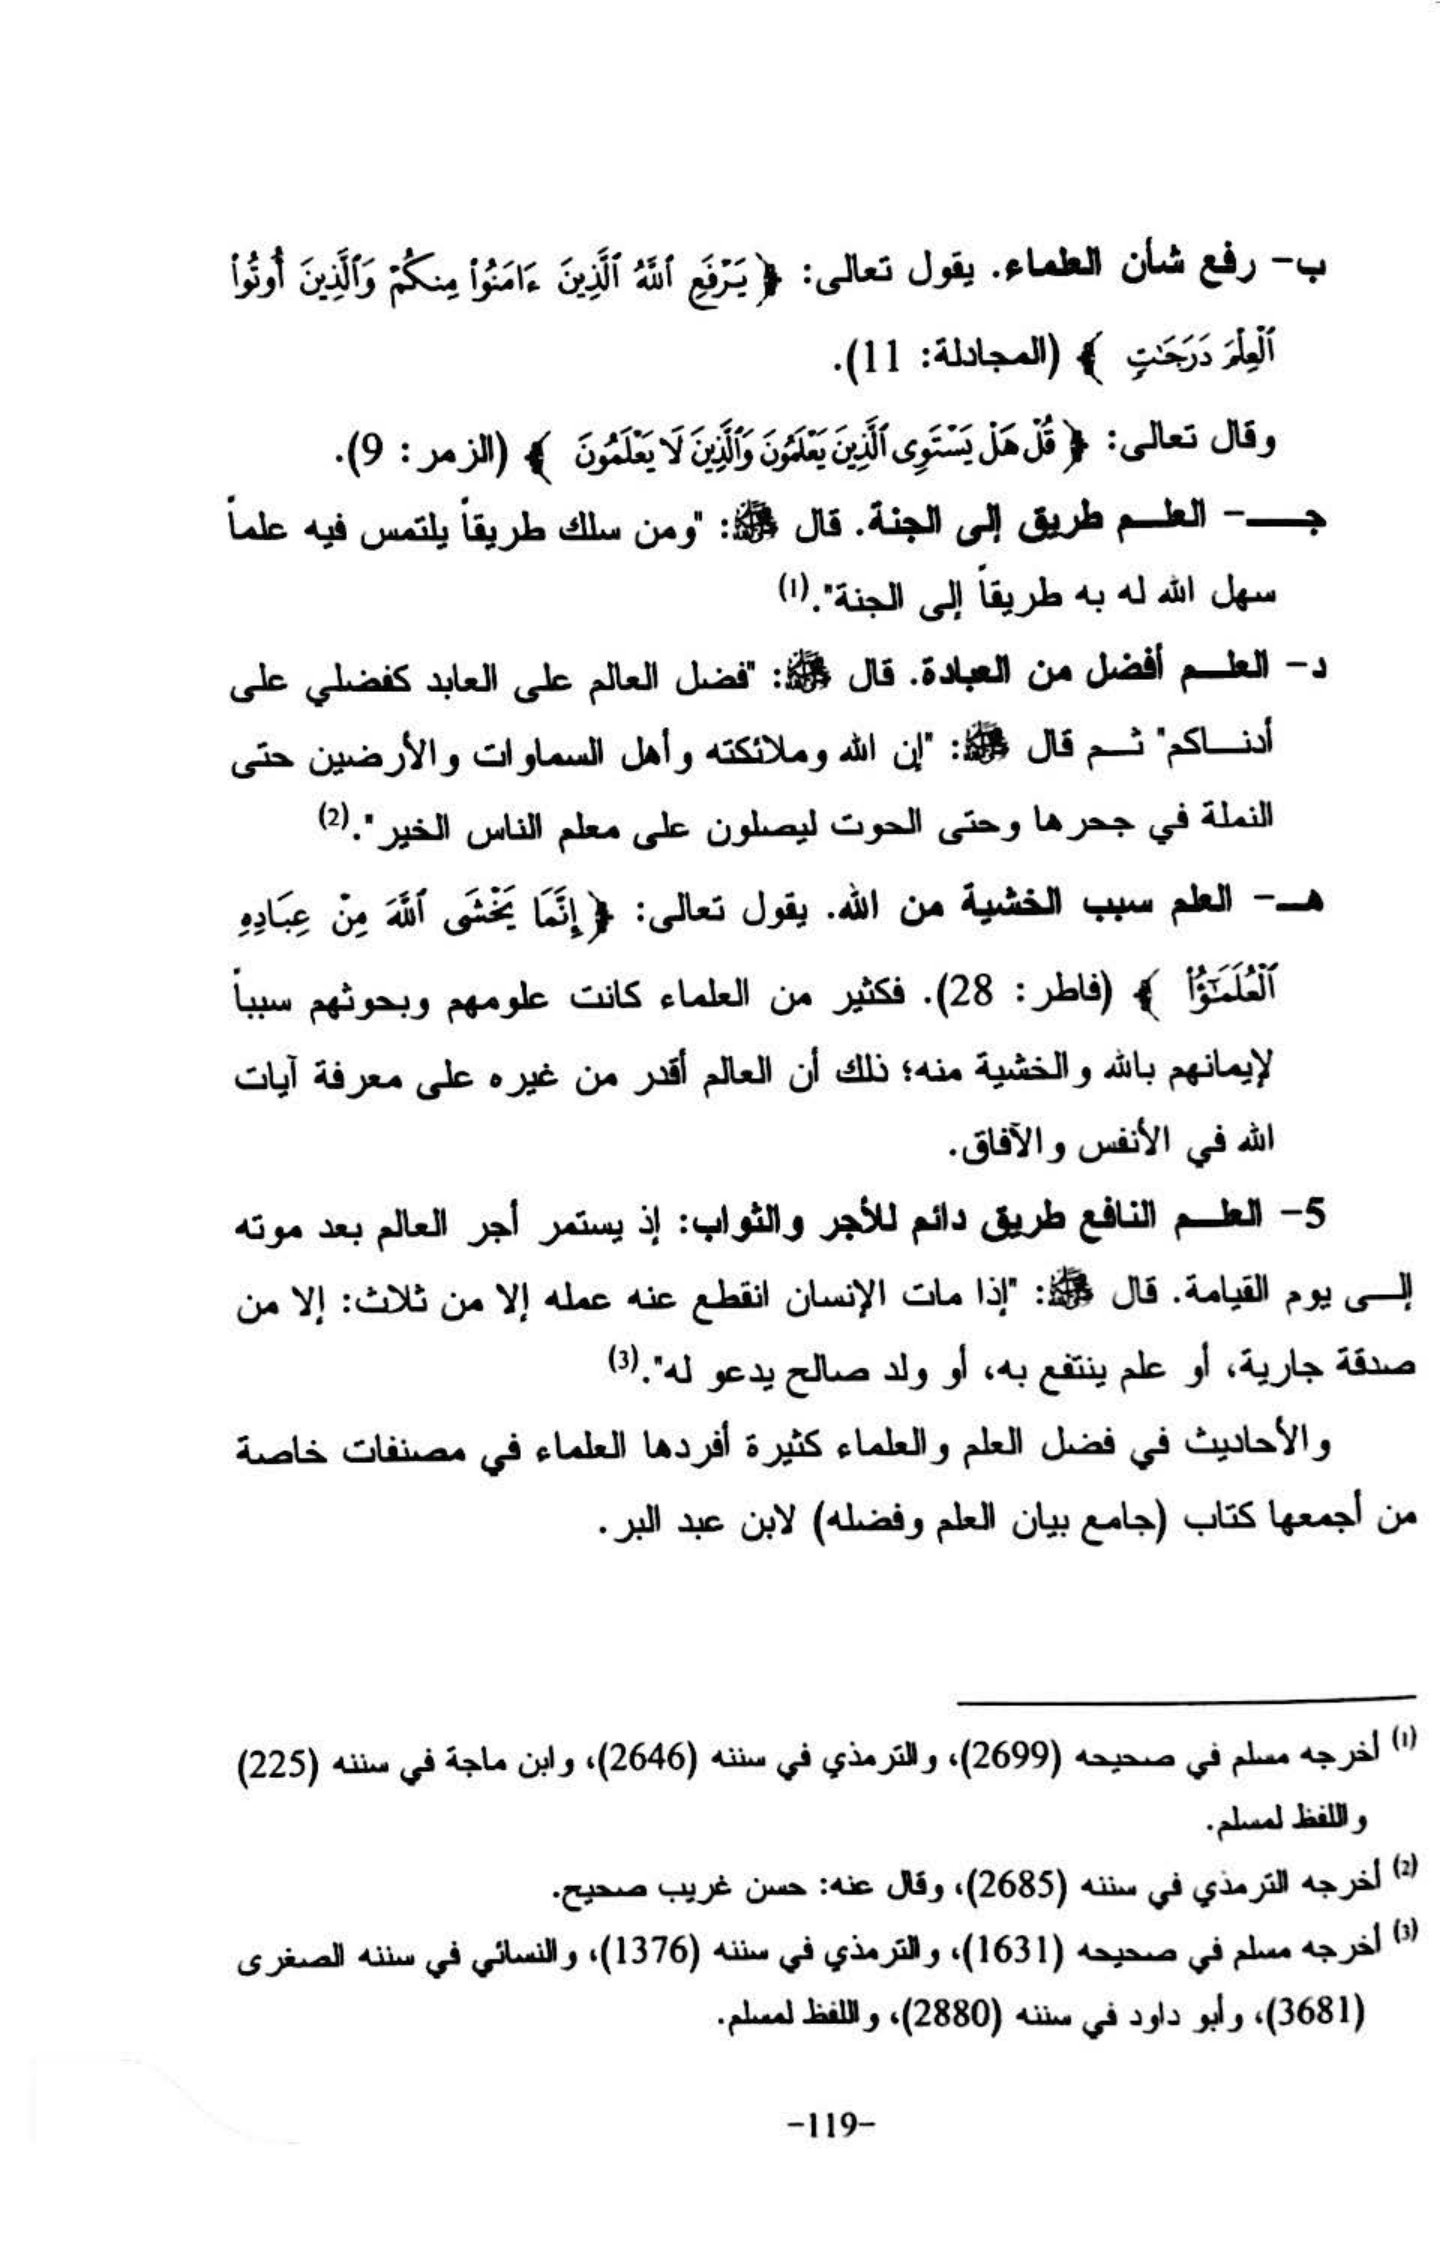 ب- رفع شأن العلماء. يقول تعالى: ﴿ يَرْفَعِ ٱللَّهُ ٱلَّذِينَ ءَامَنُوا۟ مِنكُمْ وَٱلَّذِينَ أُوتُوا۟
ٱلْعِلْمَ دَرَجَـٰتٍ ﴾ (المجادلة: 11).
وقال تعالى: ﴿ قُلْ هَلْ يَسْتَوِى ٱلَّذِينَ يَعْلَمُونَ وَٱلَّذِينَ لَا يَعْلَمُونَ ﴾ (الزمر: 9).
جـــ- العلــم طريق إلى الجنة. قال ﷺ: "ومن سلك طريقاً يلتمس فيه علماً
سهل الله له به طريقاً إلى الجنة".(1)
د- العلــم أفضل من العبادة. قال ﷺ: "فضل العالم على العابد كفضلي على
أدنــاكم" ثــم قال ﷺ: "إن الله وملائكته وأهل السماوات والأرضين حتى
النملة في جحرها وحتى الحوت ليصلون على معلم الناس الخير".(2)
هــ- العلم سبب الخشية من الله. يقول تعالى: ﴿ إِنَّمَا يَخْشَى ٱللَّهَ مِنْ عِبَادِهِ
ٱلْعُلَمَـٰٓؤُا۟ ﴾ (فاطر: 28). فكثير من العلماء كانت علومهم وبحوثهم سبباً
لإيمانهم بالله والخشية منه؛ ذلك أن العالم أقدر من غيره على معرفة آيات
الله في الأنفس والآفاق.
5- العلــم النافع طريق دائم للأجر والثواب: إذ يستمر أجر العالم بعد موته
إلــى يوم القيامة. قال ﷺ: "إذا مات الإنسان انقطع عنه عمله إلا من ثلاث: إلا من
صدقة جارية، أو علم ينتفع به، أو ولد صالح يدعو له".(3)
والأحاديث في فضل العلم والعلماء كثيرة أفردها العلماء في مصنفات خاصة
من أجمعها كتاب (جامع بيان العلم وفضله) لابن عبد البر.
(1) أخرجه مسلم في صحيحه (2699)، والترمذي في سننه (2646)، وابن ماجة في سننه (225)
واللفظ لمسلم.
(2) أخرجه الترمذي في سننه (2685)، وقال عنه: حسن غريب صحيح.
(3) أخرجه مسلم في صحيحه (1631)، والترمذي في سننه (1376)، والنسائي في سننه الصغرى
(3681)، وأبو داود في سننه (2880)، واللفظ لمسلم.
-119-